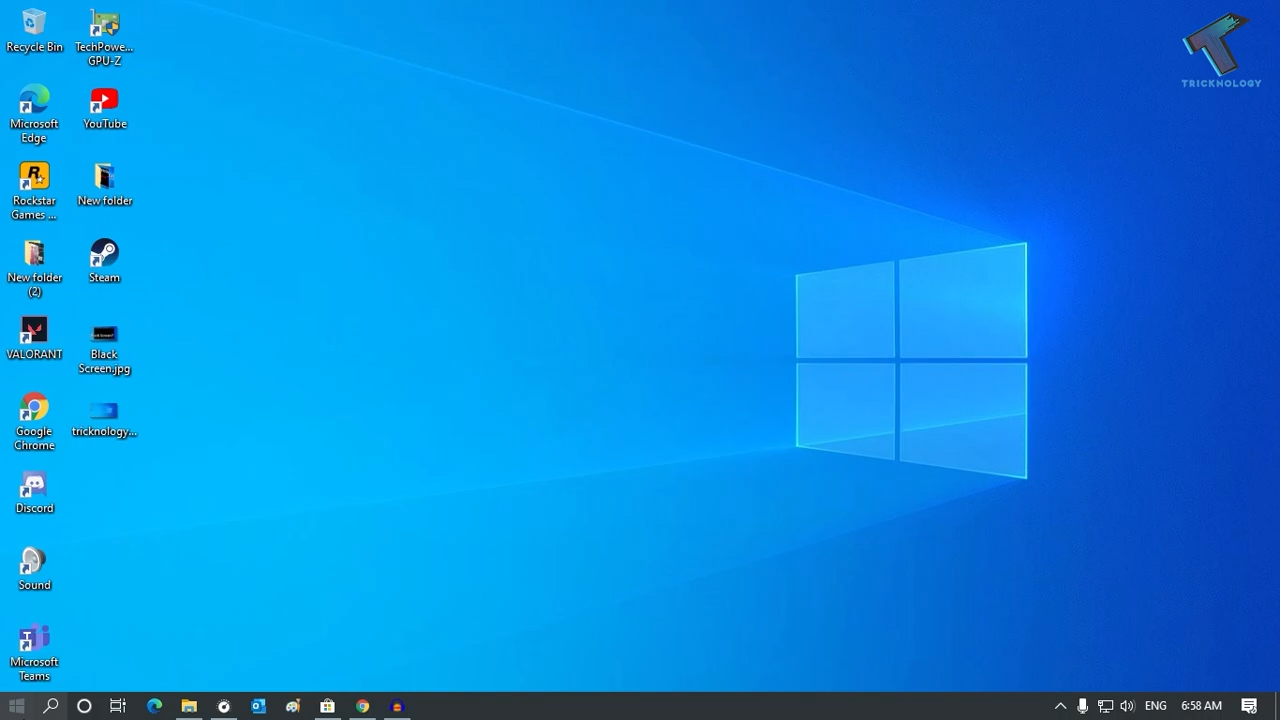 Recycle Bin
TechPowe...
GPU-Z
Microsoft
Edge
YouTube
Rockstar
Games ...
New folder
New folder
(2)
Steam
VALORANT
Black
Screen.jpg
Google
Chrome
tricknology...
Discord
Sound
Microsoft
Teams
TRICKNOLOGY
ENG
6:58 AM